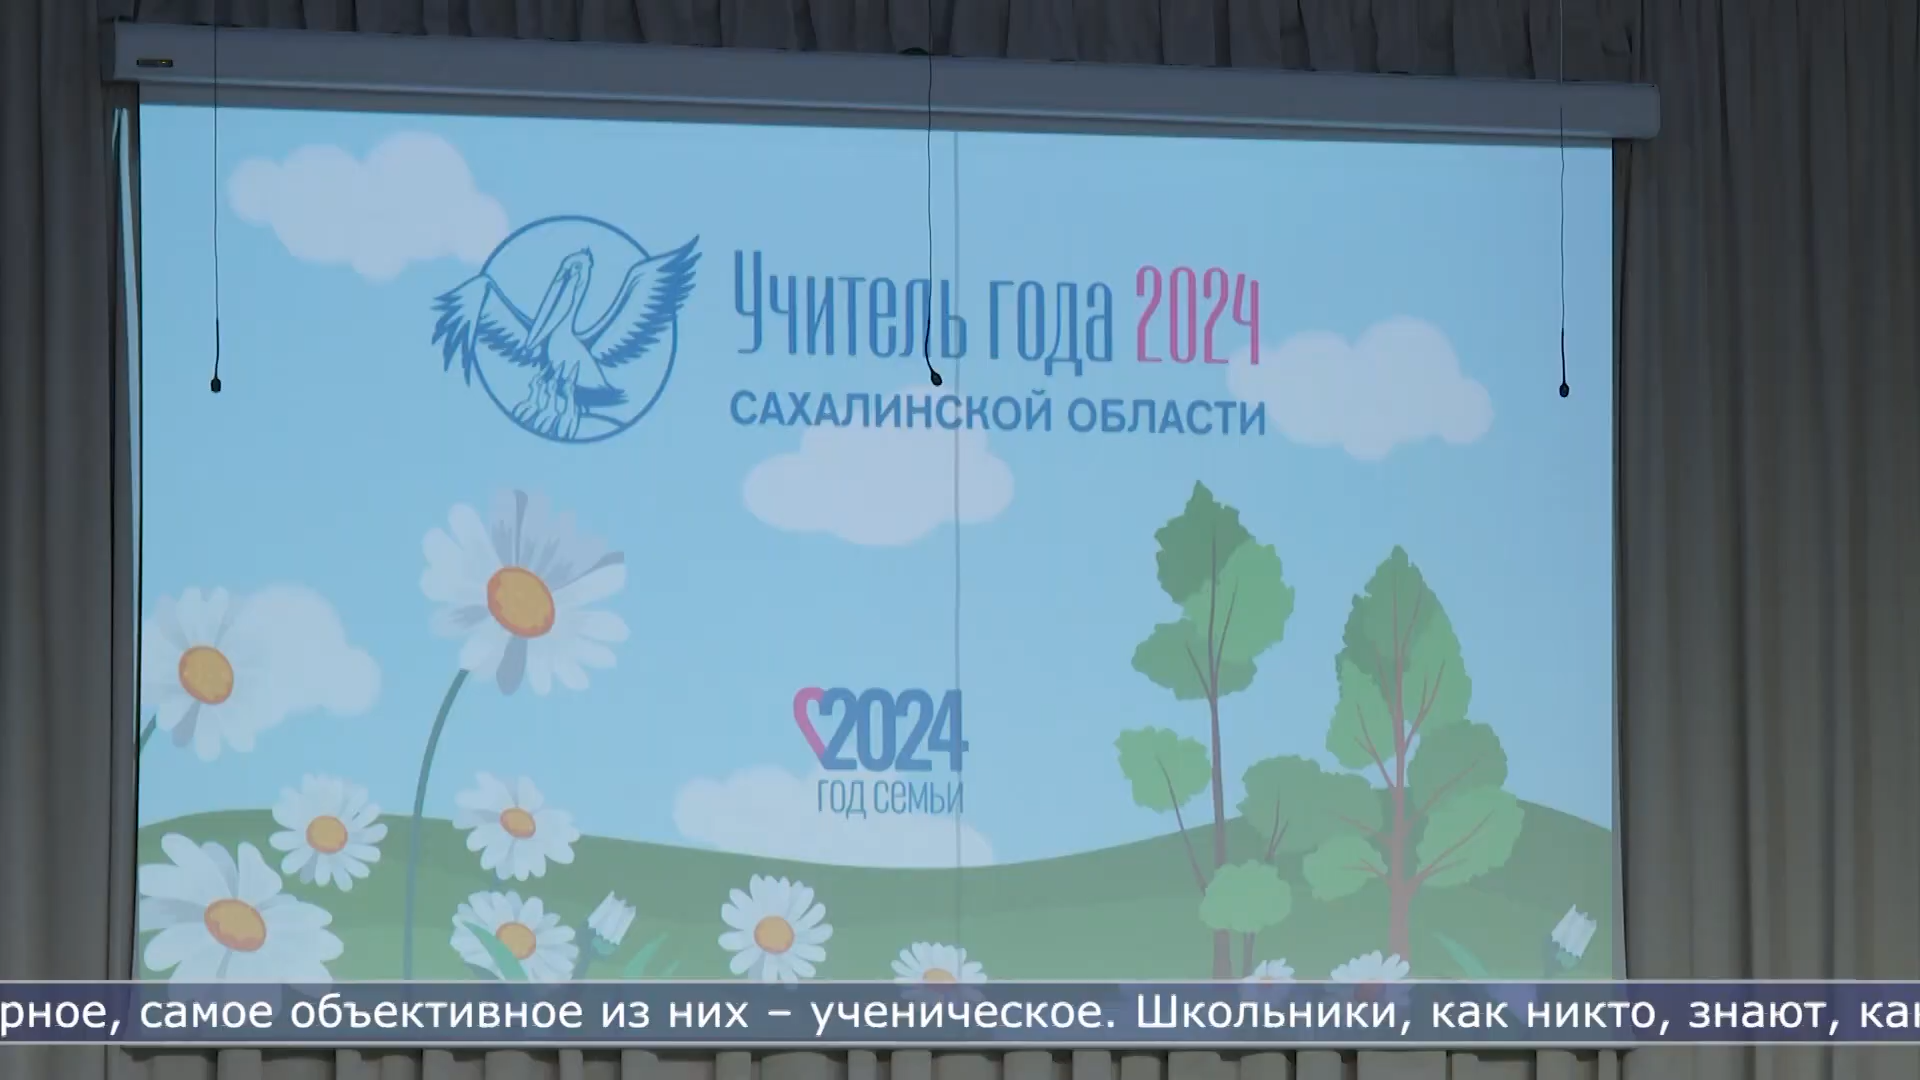 Учитель года 2024
САХАЛИНСКОЙ ОБЛАСТИ
2024
ГОД СЕМЬИ
рное, самое объективное из них – ученическое. Школьники, как никто, знают, как